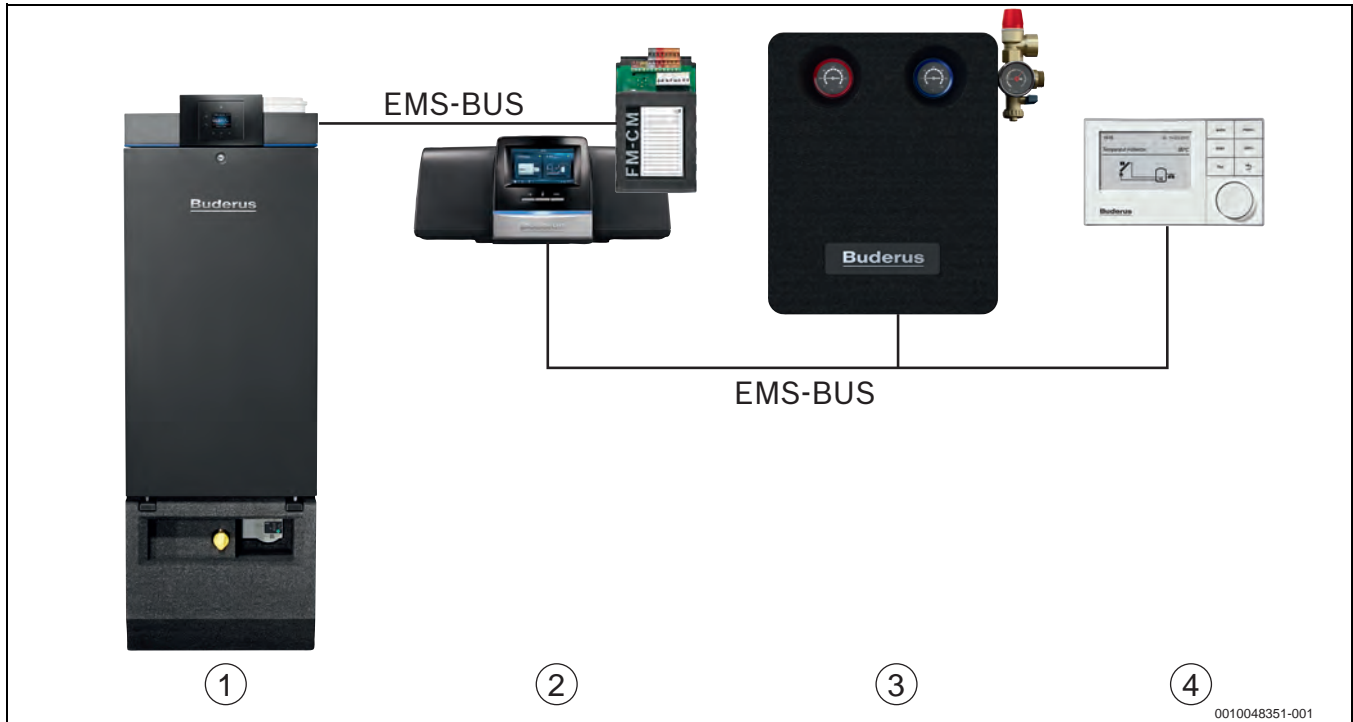 EMS-BUS
FM-CM
Buderus
Buderus
Buderus
EMS-BUS
1
2
3
4
0010048351-001